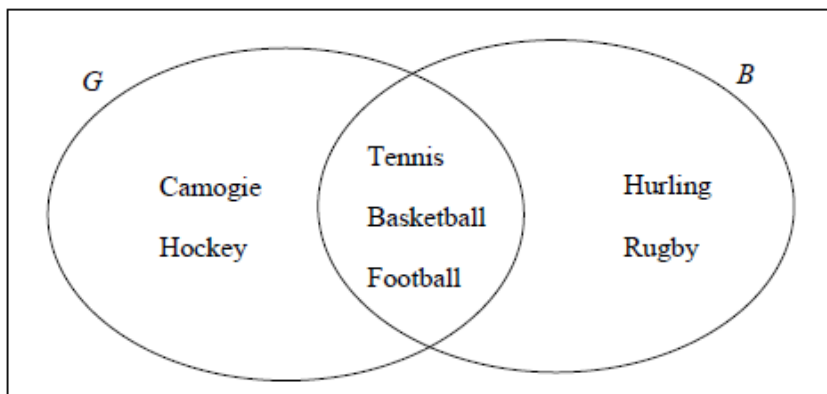 G
B
Camogie
Hockey
Tennis
Basketball
Football
Hurling
Rugby